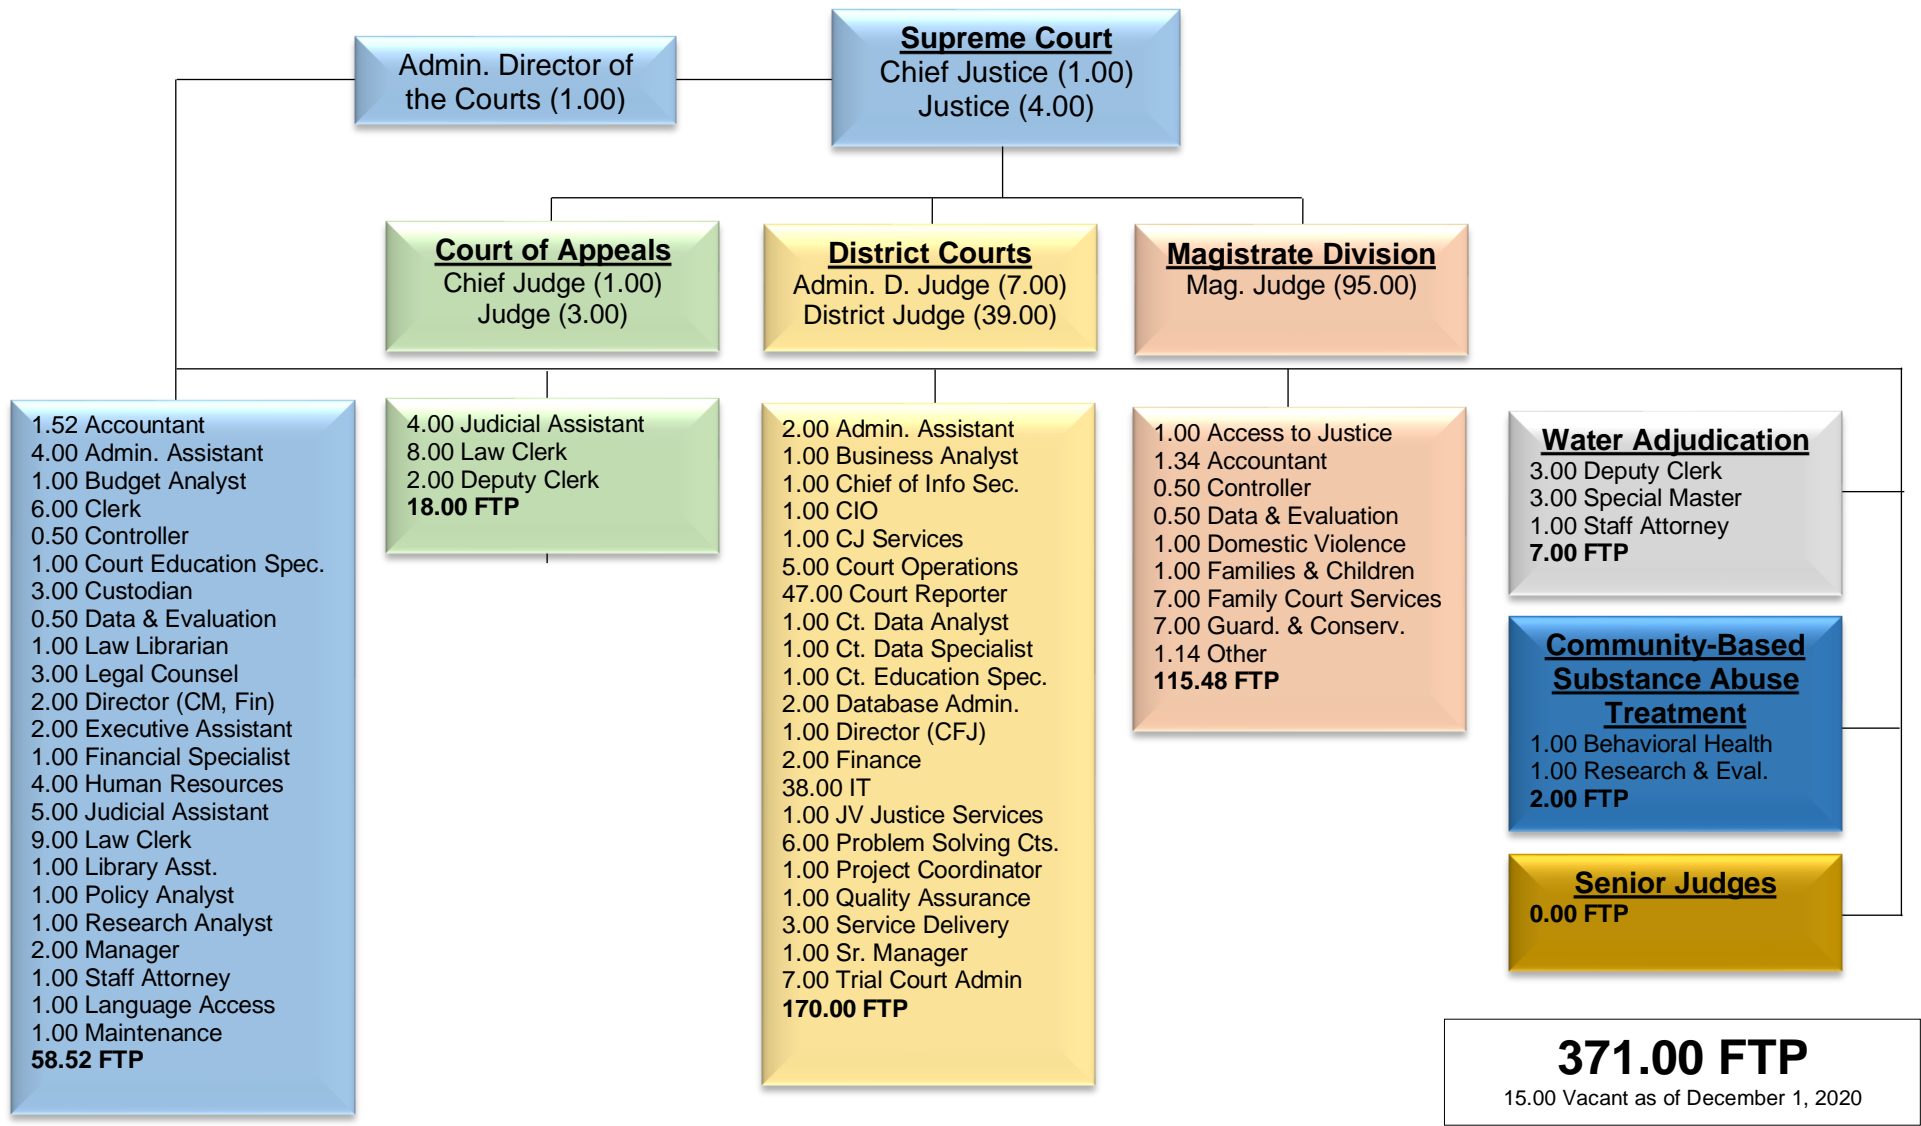 Admin. Director of
the Courts (1.00)
Supreme Court
Chief Justice (1.00)
Justice (4.00)
Court of Appeals
Chief Judge (1.00)
Judge (3.00)
District Courts
Admin. D. Judge (7.00)
District Judge (39.00)
Magistrate Division
Mag. Judge (95.00)
1.52 Accountant
4.00 Admin. Assistant
1.00 Budget Analyst
6.00 Clerk
0.50 Controller
1.00 Court Education Spec.
3.00 Custodian
0.50 Data & Evaluation
1.00 Law Librarian
3.00 Legal Counsel
2.00 Director (CM, Fin)
2.00 Executive Assistant
1.00 Financial Specialist
4.00 Human Resources
5.00 Judicial Assistant
9.00 Law Clerk
1.00 Library Asst.
1.00 Policy Analyst
1.00 Research Analyst
2.00 Manager
1.00 Staff Attorney
1.00 Language Access
1.00 Maintenance
58.52 FTP
4.00 Judicial Assistant
8.00 Law Clerk
2.00 Deputy Clerk
18.00 FTP
2.00 Admin. Assistant
1.00 Business Analyst
1.00 Chief of Info Sec.
1.00 CIO
1.00 CJ Services
5.00 Court Operations
47.00 Court Reporter
1.00 Ct. Data Analyst
1.00 Ct. Data Specialist
1.00 Ct. Education Spec.
2.00 Database Admin.
1.00 Director (CFJ)
2.00 Finance
38.00 IT
1.00 JV Justice Services
6.00 Problem Solving Cts.
1.00 Project Coordinator
1.00 Quality Assurance
3.00 Service Delivery
1.00 Sr. Manager
7.00 Trial Court Admin
170.00 FTP
1.00 Access to Justice
1.34 Accountant
0.50 Controller
0.50 Data & Evaluation
1.00 Domestic Violence
1.00 Families & Children
7.00 Family Court Services
7.00 Guard. & Conserv.
1.14 Other
115.48 FTP
Water Adjudication
3.00 Deputy Clerk
3.00 Special Master
1.00 Staff Attorney
7.00 FTP
Community-Based
Substance Abuse
Treatment
1.00 Behavioral Health
1.00 Research & Eval.
2.00 FTP
Senior Judges
0.00 FTP
371.00 FTP
15.00 Vacant as of December 1, 2020